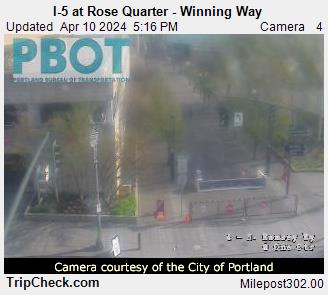 I-5 at Rose Quarter - Winning Way
Updated Apr 10 2024 5:16 PM Camera 4
PBOT
PORTLAND BUREAU OF TRANSPORTATION
Camera courtesy of the City of Portland
TripCheck.com Milepost302.00